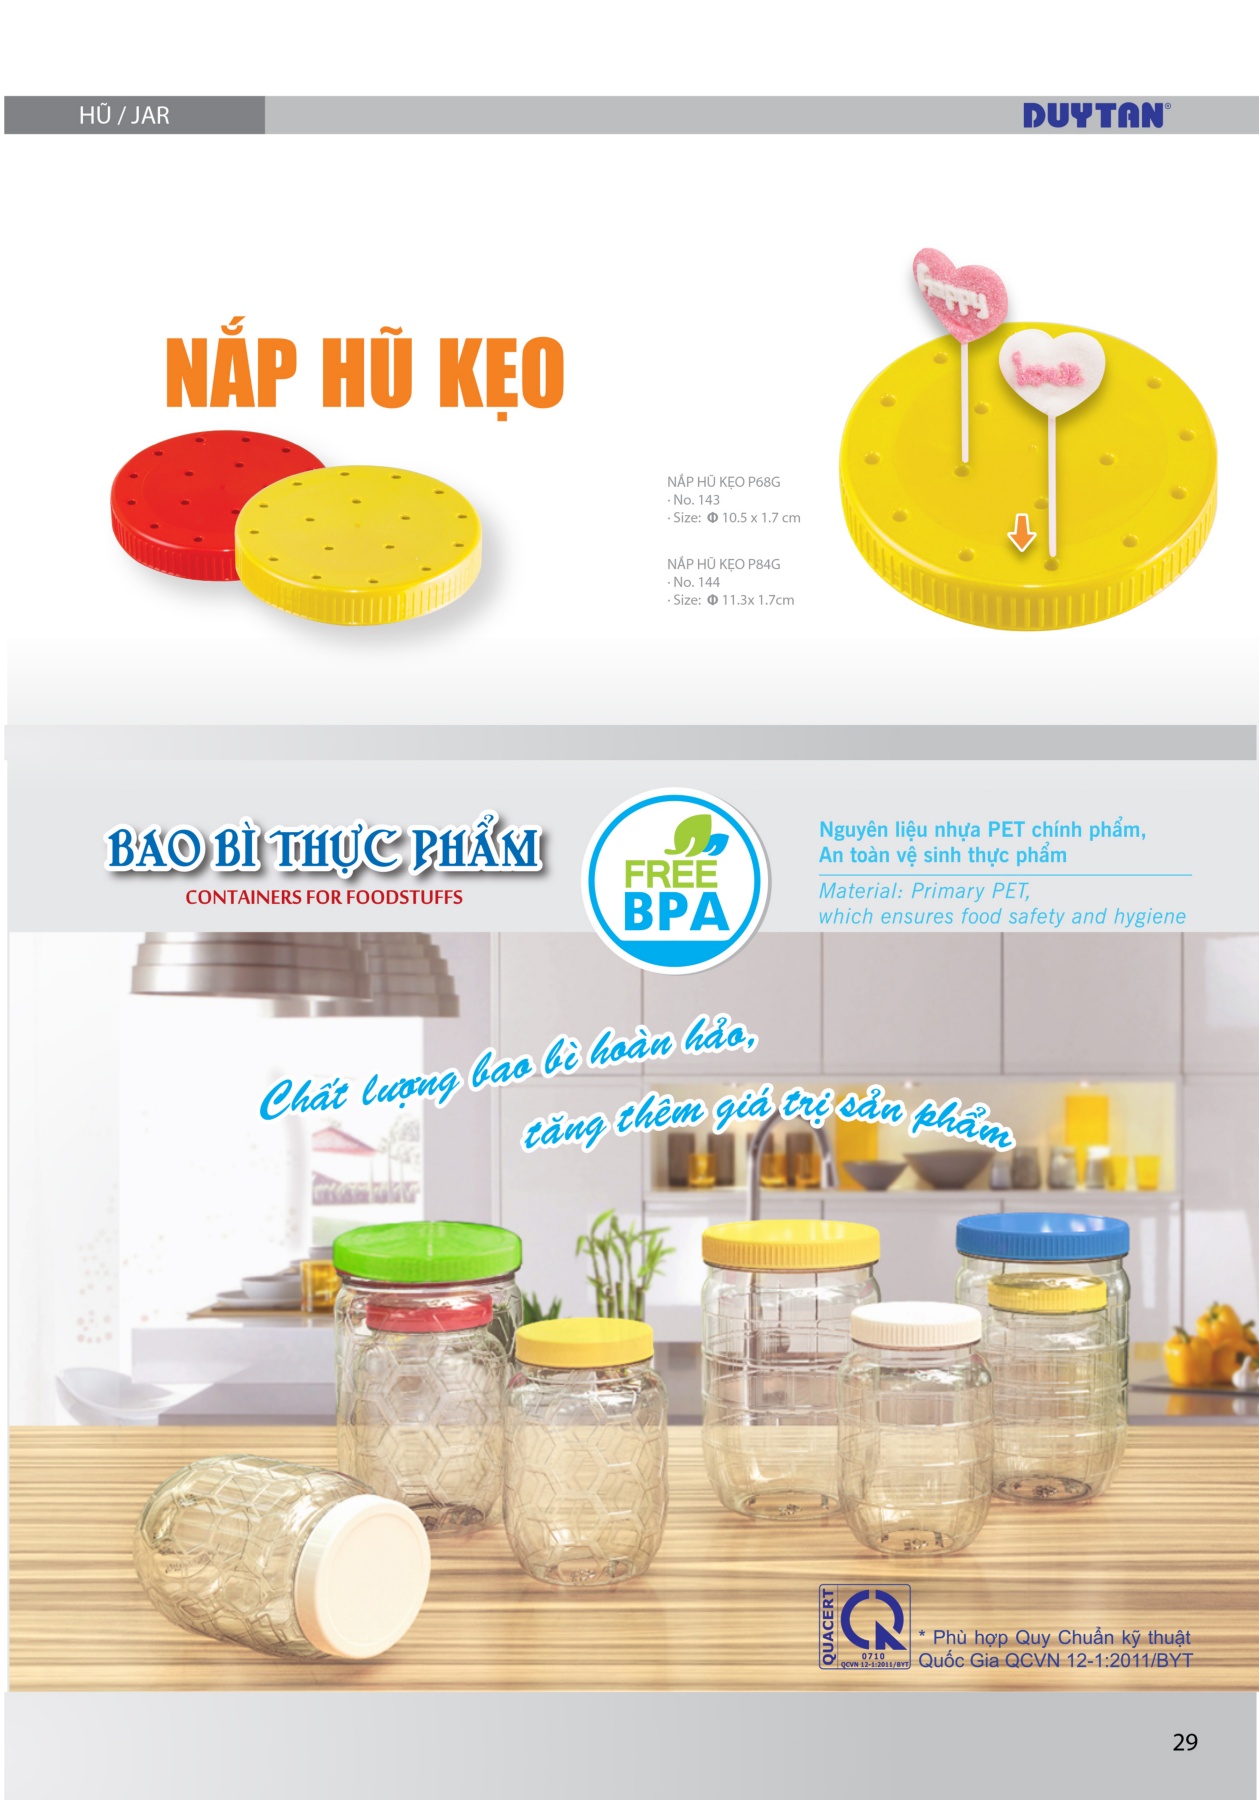 HŨ / JAR
DUYTAN®
happy
love
NẮP HŨ KẸO
NẮP HŨ KẸO P68G
· No. 143
· Size: Φ 10.5 x 1.7 cm
NẮP HŨ KẸO P84G
· No. 144
· Size: Φ 11.3x 1.7cm
BAO BÌ THỰC PHẨM
CONTAINERS FOR FOODSTUFFS
FREE
BPA
Nguyên liệu nhựa PET chính phẩm,
An toàn vệ sinh thực phẩm
Material: Primary PET,
which ensures food safety and hygiene
Chất lượng bao bì hoàn hảo,
tăng thêm giá trị sản phẩm
QUACERT
0710
QCVN 12-1:2011/BYT
* Phù hợp Quy Chuẩn kỹ thuật
Quốc Gia QCVN 12-1:2011/BYT
29